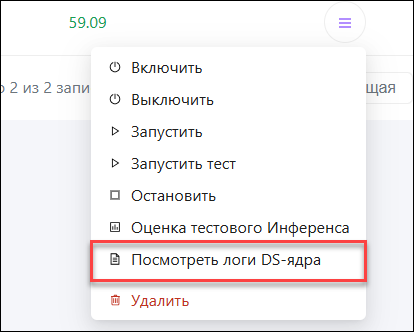 59.09
Включить
2 из 2 запи
щая
Выключить
Запустить
Запустить тест
Остановить
Оценка тестового Инференса
Посмотреть логи DS-ядра
Удалить